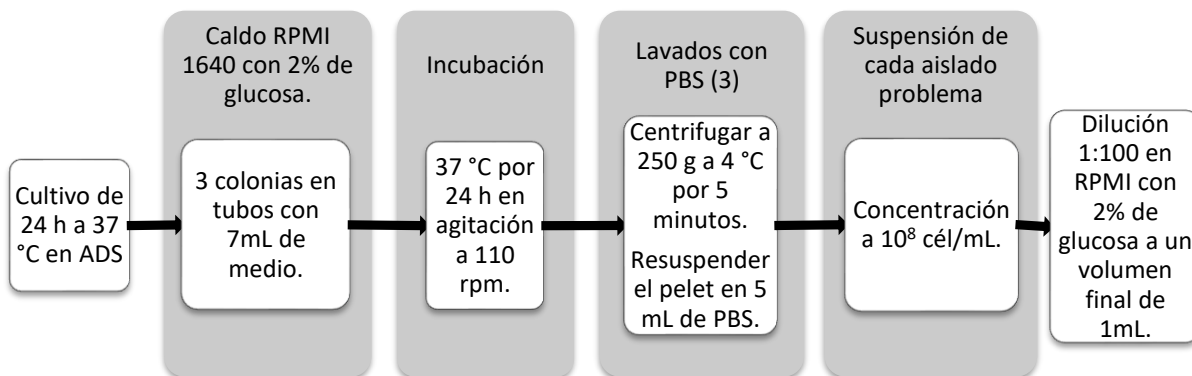 Cultivo de
24 h a 37
°C en ADS
Caldo RPMI
1640 con 2% de
glucosa.
3 colonias en
tubos con
7mL de
medio.
Incubación
37 °C por
24 h en
agitación
a 110
rpm.
Lavados con
PBS (3)
Centrifugar a
250 g a 4 °C
por 5
minutos.
Resuspender
el pelet en 5
mL de PBS.
Suspensión de
cada aislado
problema
Concentración
a 10⁸ cél/mL.
Dilución
1:100 en
RPMI con
2% de
glucosa a un
volumen
final de
1mL.